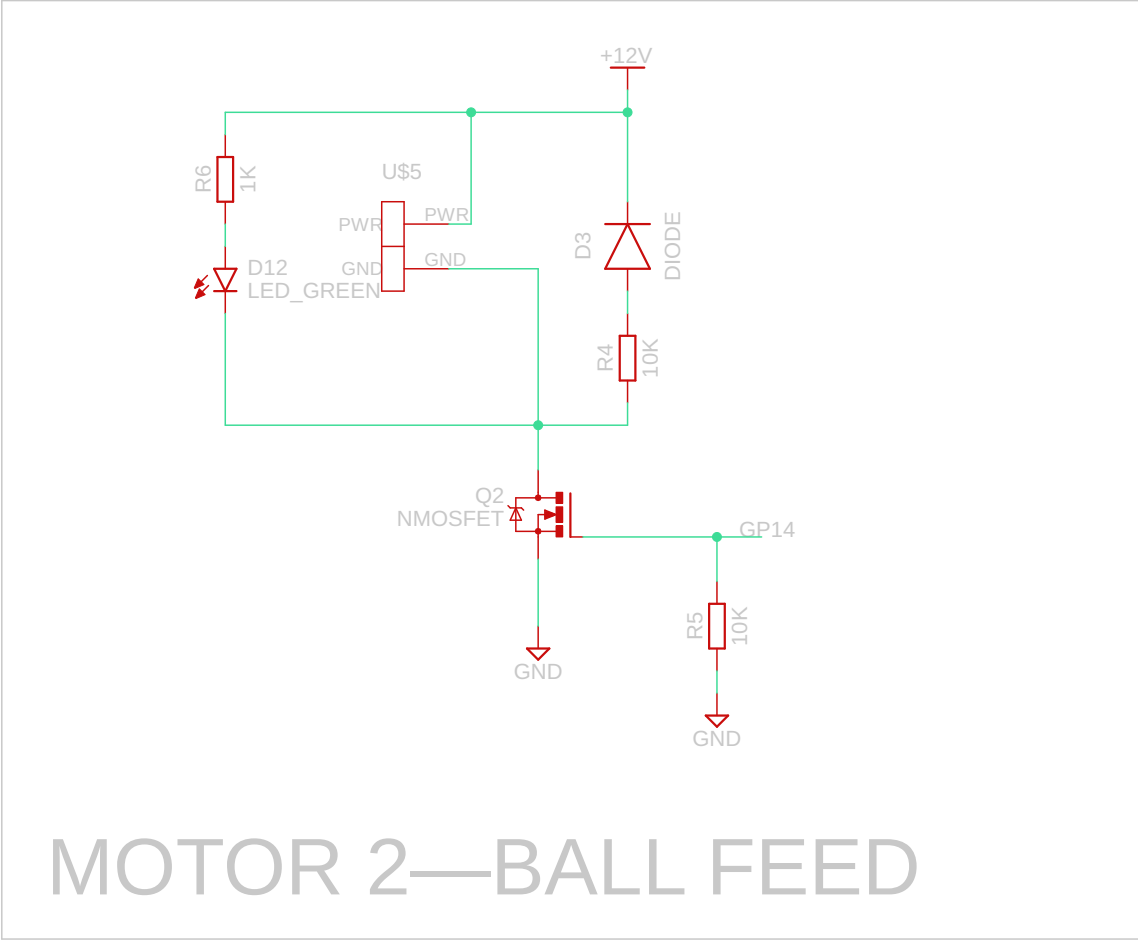 +12V
R6
1K
U$5
PWR
PWR
GND
GND
D12
LED_GREEN
D3
DIODE
R4
10K
Q2
NMOSFET
GP14
R5
10K
GND
GND
MOTOR 2—BALL FEED